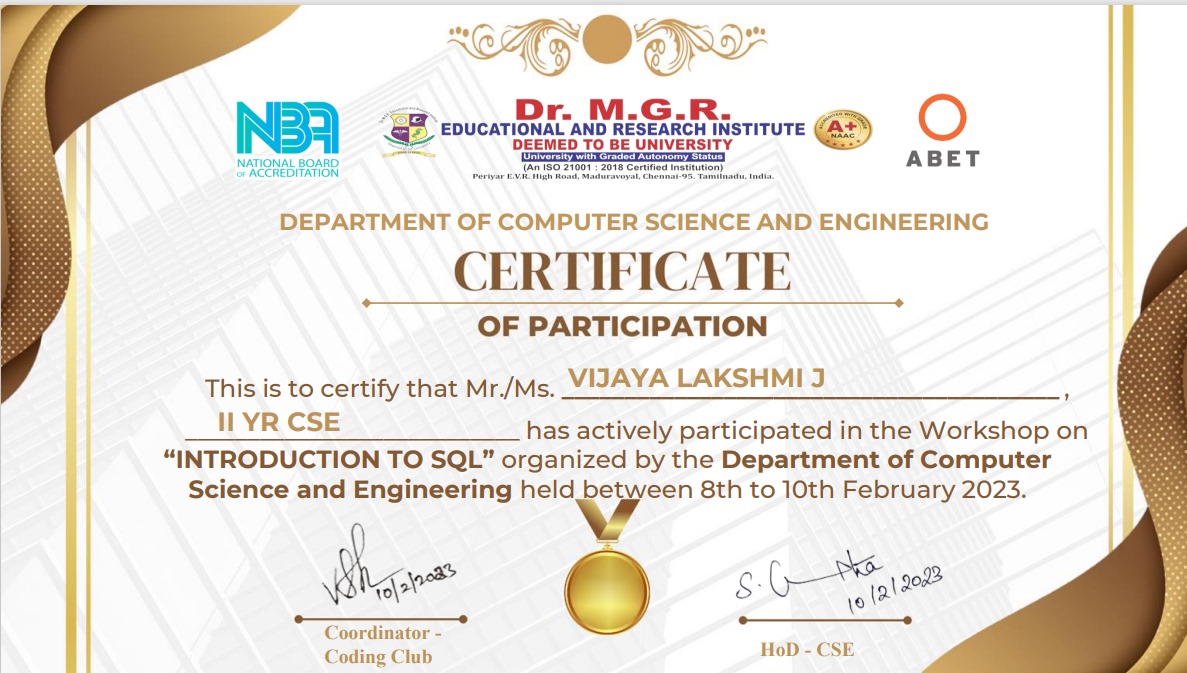 NBA
NATIONAL BOARD
OF ACCREDITATION
Dr. M.G.R.
EDUCATIONAL AND RESEARCH INSTITUTE
DEEMED TO BE UNIVERSITY
University with Graded Autonomy Status
(An ISO 21001 : 2018 Certified Institution)
Periyar E.V.R. High Road, Maduravoyal, Chennai-95. Tamilnadu, India.
ACCREDITED WITH GRADE
A+
NAAC
ABET
DEPARTMENT OF COMPUTER SCIENCE AND ENGINEERING
CERTIFICATE
OF PARTICIPATION
This is to certify that Mr./Ms. VIJAYA LAKSHMI J ,
II YR CSE has actively participated in the Workshop on
“INTRODUCTION TO SQL” organized by the Department of Computer
Science and Engineering held between 8th to 10th February 2023.
10/2/2023
S.
10/2/2023
Coordinator -
Coding Club
HoD - CSE